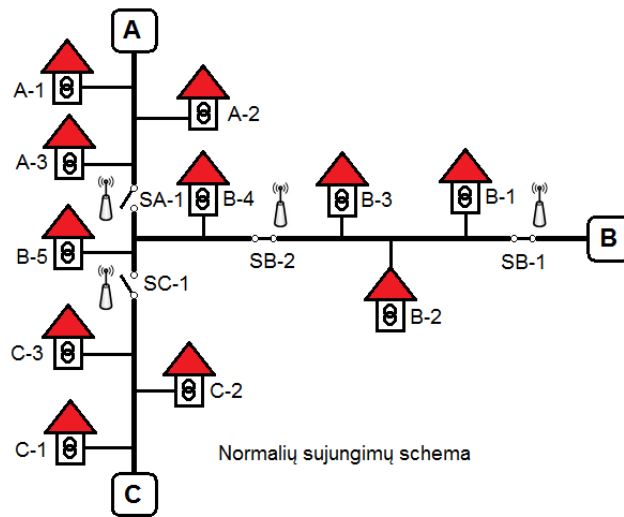 A
A-1
A-2
A-3
SA-1
B-4
B-3
B-1
B-5
SB-2
SB-1
B
SC-1
B-2
C-3
C-2
C-1
Normalių sujungimų schema
C